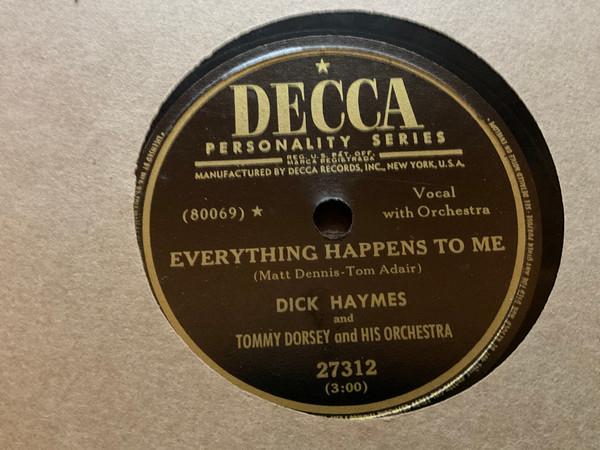 DECCA
PERSONALITY SERIES
REG. U.S. PAT. OFF.
MARCA REGISTRADA
MANUFACTURED BY DECCA RECORDS, INC., NEW YORK, U.S.A.
(80069) ★
Vocal
with Orchestra
EVERYTHING HAPPENS TO ME
(Matt Dennis-Tom Adair)
DICK HAYMES
and
TOMMY DORSEY and HIS ORCHESTRA
27312
(3:00)